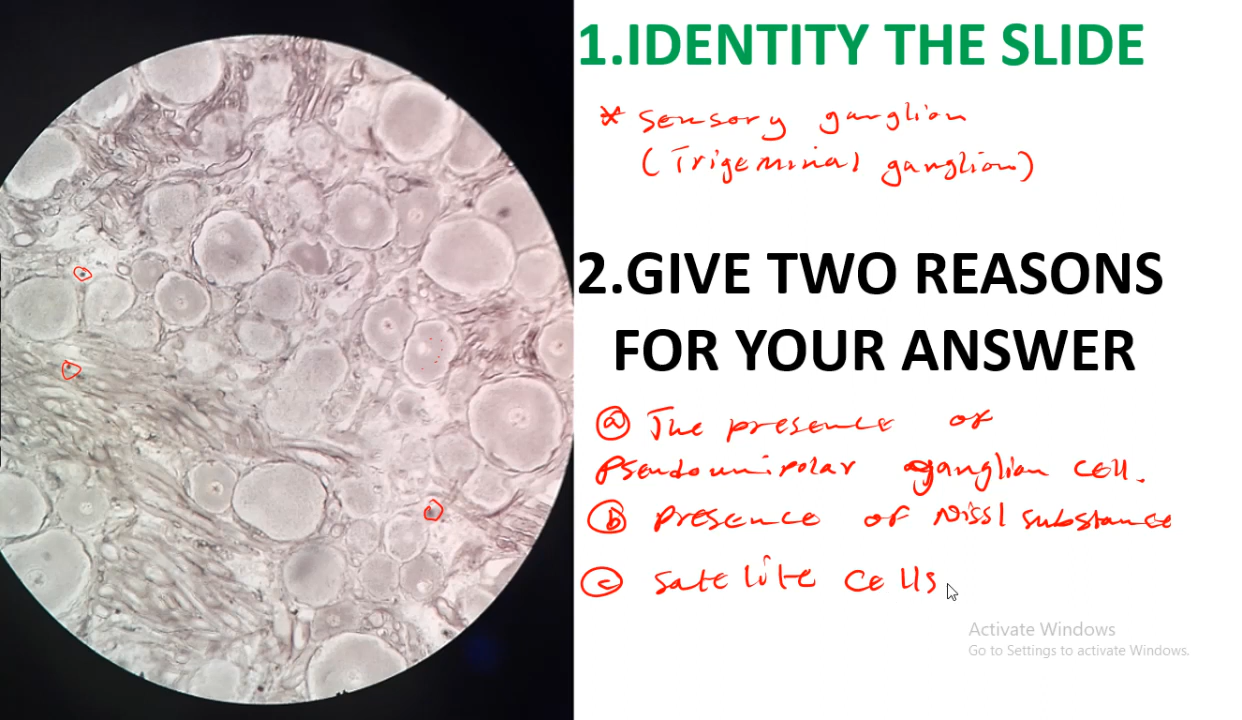 1.IDENTITY THE SLIDE
* Sensory ganglion
(Trigeminal ganglion)
2.GIVE TWO REASONS
FOR YOUR ANSWER
(a) The presence of
Pseudounipolar ganglion cell.
(b) Presence of Nissl substance
(c) Satelite cells
Activate Windows
Go to Settings to activate Windows.